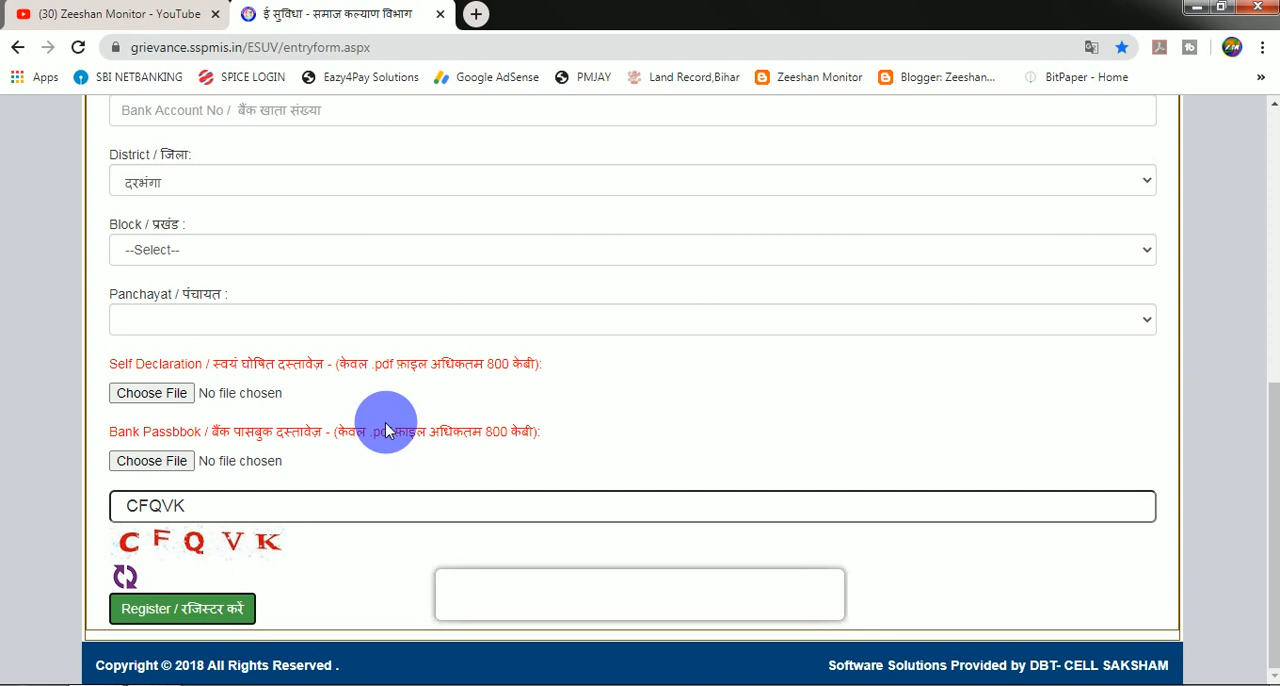 (30) Zeeshan Monitor - YouTube
ई सुविधा - समाज कल्याण विभाग
grievance.sspmis.in/ESUV/entryform.aspx
Apps SBI NETBANKING SPICE LOGIN Eazy4Pay Solutions Google AdSense PMJAY Land Record,Bihar Zeeshan Monitor Blogger: Zeeshan... BitPaper - Home »
Bank Account No / बैंक खाता संख्या
District / जिला:
दरभंगा
Block / प्रखंड :
--Select--
Panchayat / पंचायत :
Self Declaration / स्वयं घोषित दस्तावेज़ - (केवल .pdf फ़ाइल अधिकतम 800 केबी):
Choose File No file chosen
Bank Passbbok / बैंक पासबुक दस्तावेज़ - (केवल .pdf फ़ाइल अधिकतम 800 केबी):
Choose File No file chosen
CFQVK
C F Q V K
Register / रजिस्टर करें
Copyright © 2018 All Rights Reserved .
Software Solutions Provided by DBT- CELL SAKSHAM